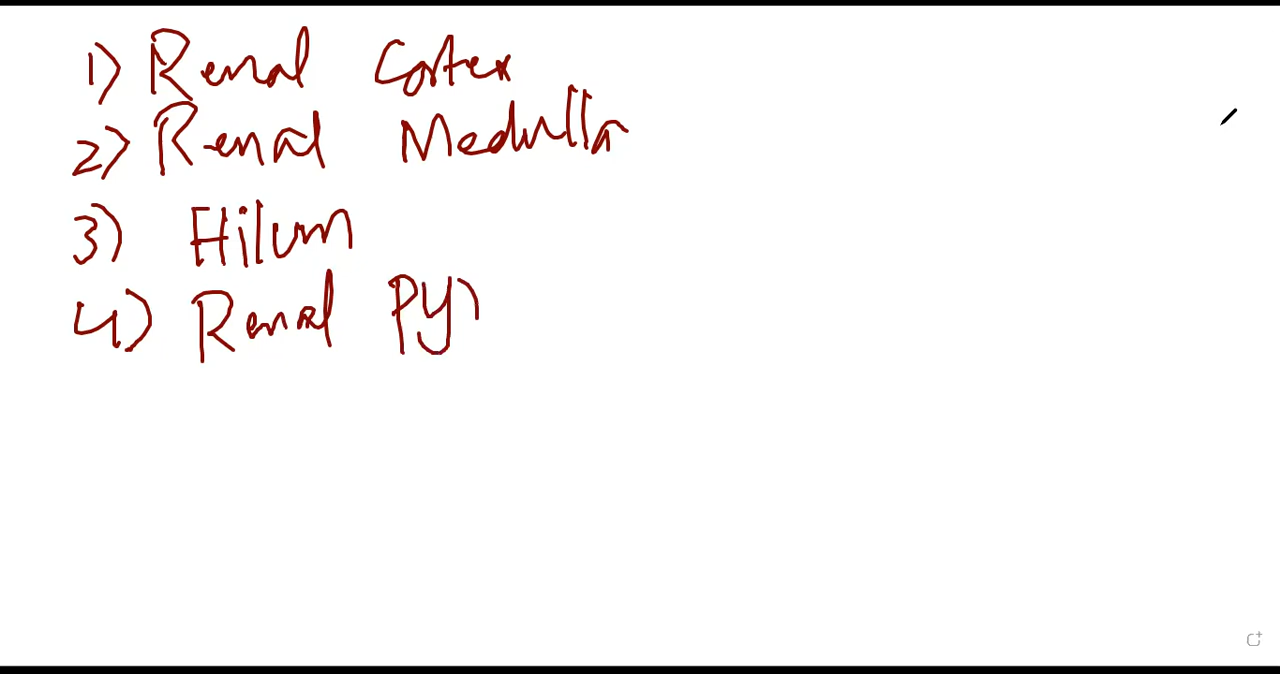 1) Renal Cortex
2) Renal Medulla
3) Hilum
4) Renal PY